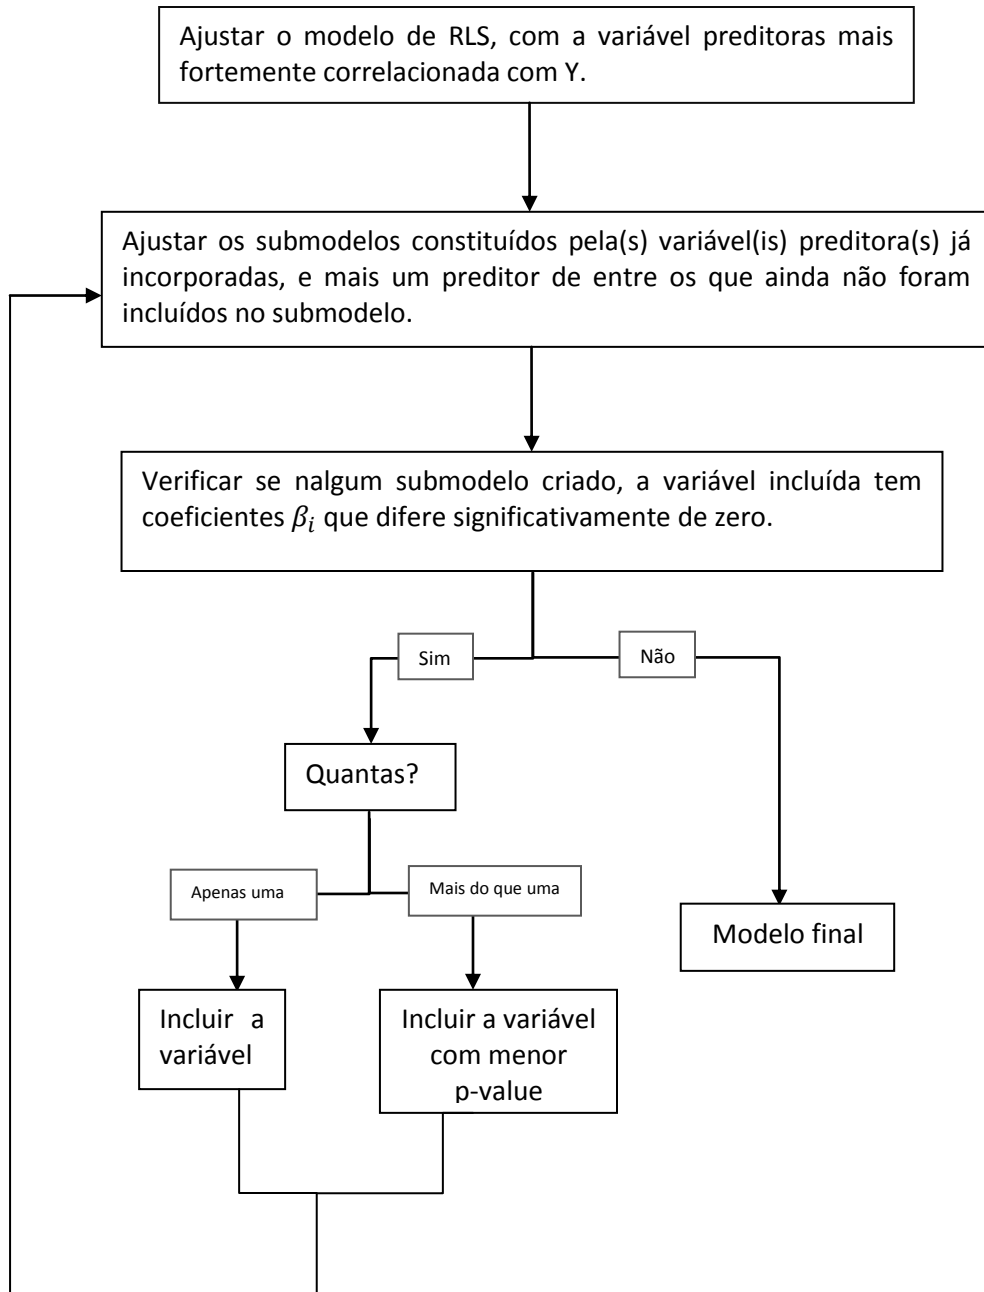 Ajustar o modelo de RLS, com a variável preditoras mais
fortemente correlacionada com Y.
Ajustar os submodelos constituídos pela(s) variável(is) preditora(s) já
incorporadas, e mais um preditor de entre os que ainda não foram
incluídos no submodelo.
Verificar se nalgum submodelo criado, a variável incluída tem
coeficientes βᵢ que difere significativamente de zero.
Sim
Não
Quantas?
Apenas uma
Mais do que uma
Modelo final
Incluir a
variável
Incluir a variável
com menor
p-value